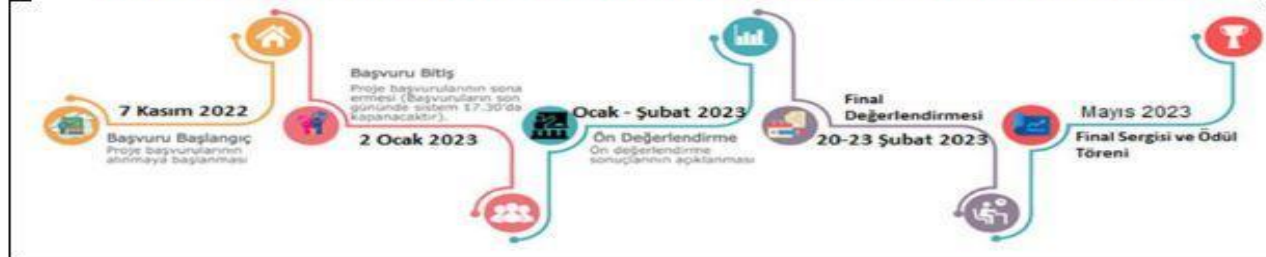 7 Kasım 2022
Başvuru Başlangıç
Proje başvurularının
alınmaya başlanması
Başvuru Bitiş
Proje başvurularının sona
ermesi (Başvuruların son
gününde sistem 17.30'da
kapanacaktır).
2 Ocak 2023
Ocak - Şubat 2023
Ön Değerlendirme
Ön değerlendirme
sonuçlarının açıklanması
Final
Değerlendirmesi
20-23 Şubat 2023
Mayıs 2023
Final Sergisi ve Ödül
Töreni